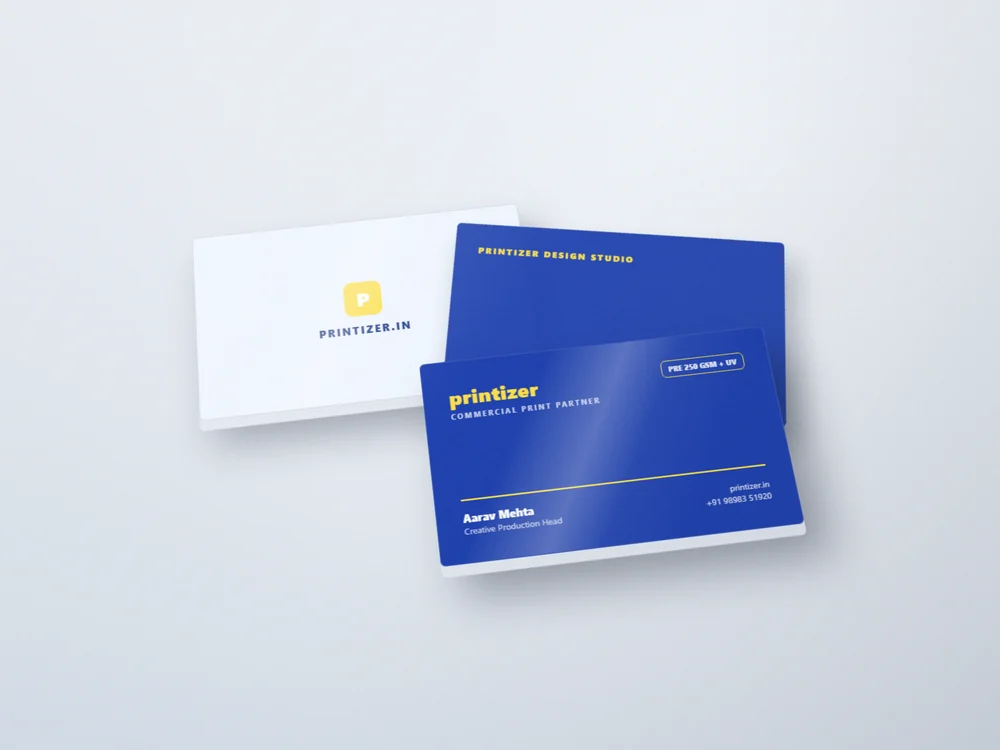 P
PRINTIZER.IN
PRINTIZER DESIGN STUDIO
printizer
COMMERCIAL PRINT PARTNER
PRE 250 GSM + UV
Aarav Mehta
Creative Production Head
printizer.in
+91 98983 51920